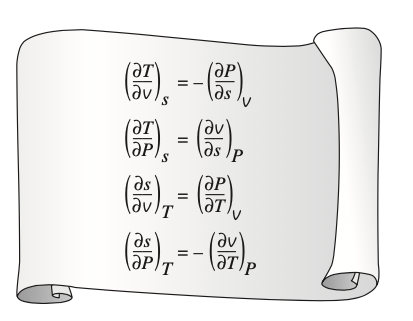 (∂T/∂v)_s = −(∂P/∂s)_v
(∂T/∂P)_s = (∂v/∂s)_P
(∂s/∂v)_T = (∂P/∂T)_v
(∂s/∂P)_T = −(∂v/∂T)_P